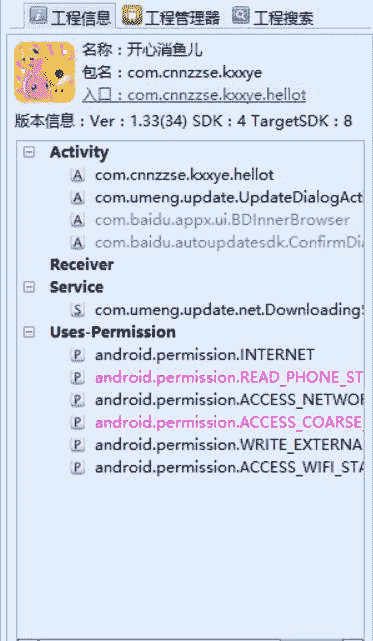 工程信息 工程管理器 工程搜索
名称：开心消鱼儿
包名：com.cnnzzse.kxxye
入口：com.cnnzzse.kxxye.hellot
版本信息：Ver：1.33(34) SDK：4 TargetSDK：8
Activity
com.cnnzzse.kxxye.hellot
com.umeng.update.UpdateDialogActi
com.baidu.appx.ui.BDInnerBrowser
com.baidu.autoupdatesdk.ConfirmDia
Receiver
Service
com.umeng.update.net.DownloadingS
Uses-Permission
android.permission.INTERNET
android.permission.READ_PHONE_ST
android.permission.ACCESS_NETWOR
android.permission.ACCESS_COARSE_
android.permission.WRITE_EXTERNA
android.permission.ACCESS_WIFI_STA